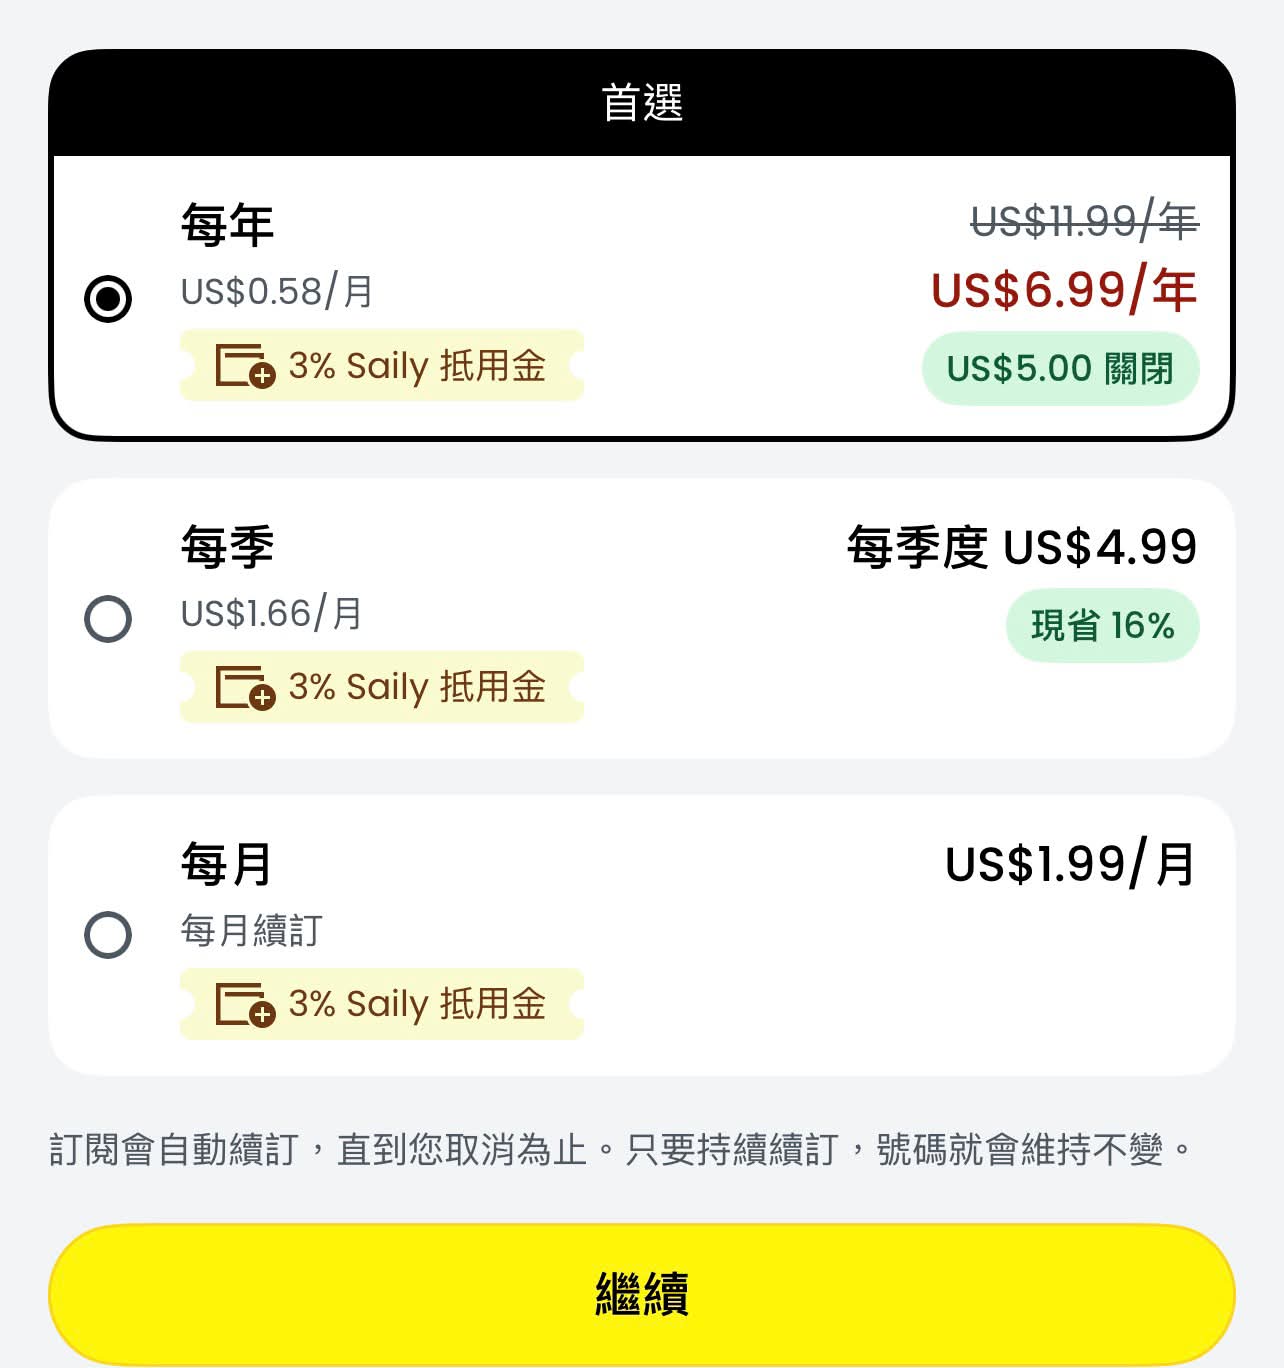 首選
每年
US$11.99/年
US$0.58/月
US$6.99/年
3% Saily 抵用金
US$5.00 關閉
每季
每季度 US$4.99
US$1.66/月
現省 16%
3% Saily 抵用金
每月
US$1.99/月
每月續訂
3% Saily 抵用金
訂閱會自動續訂，直到您取消為止。只要持續續訂，號碼就會維持不變。
繼續